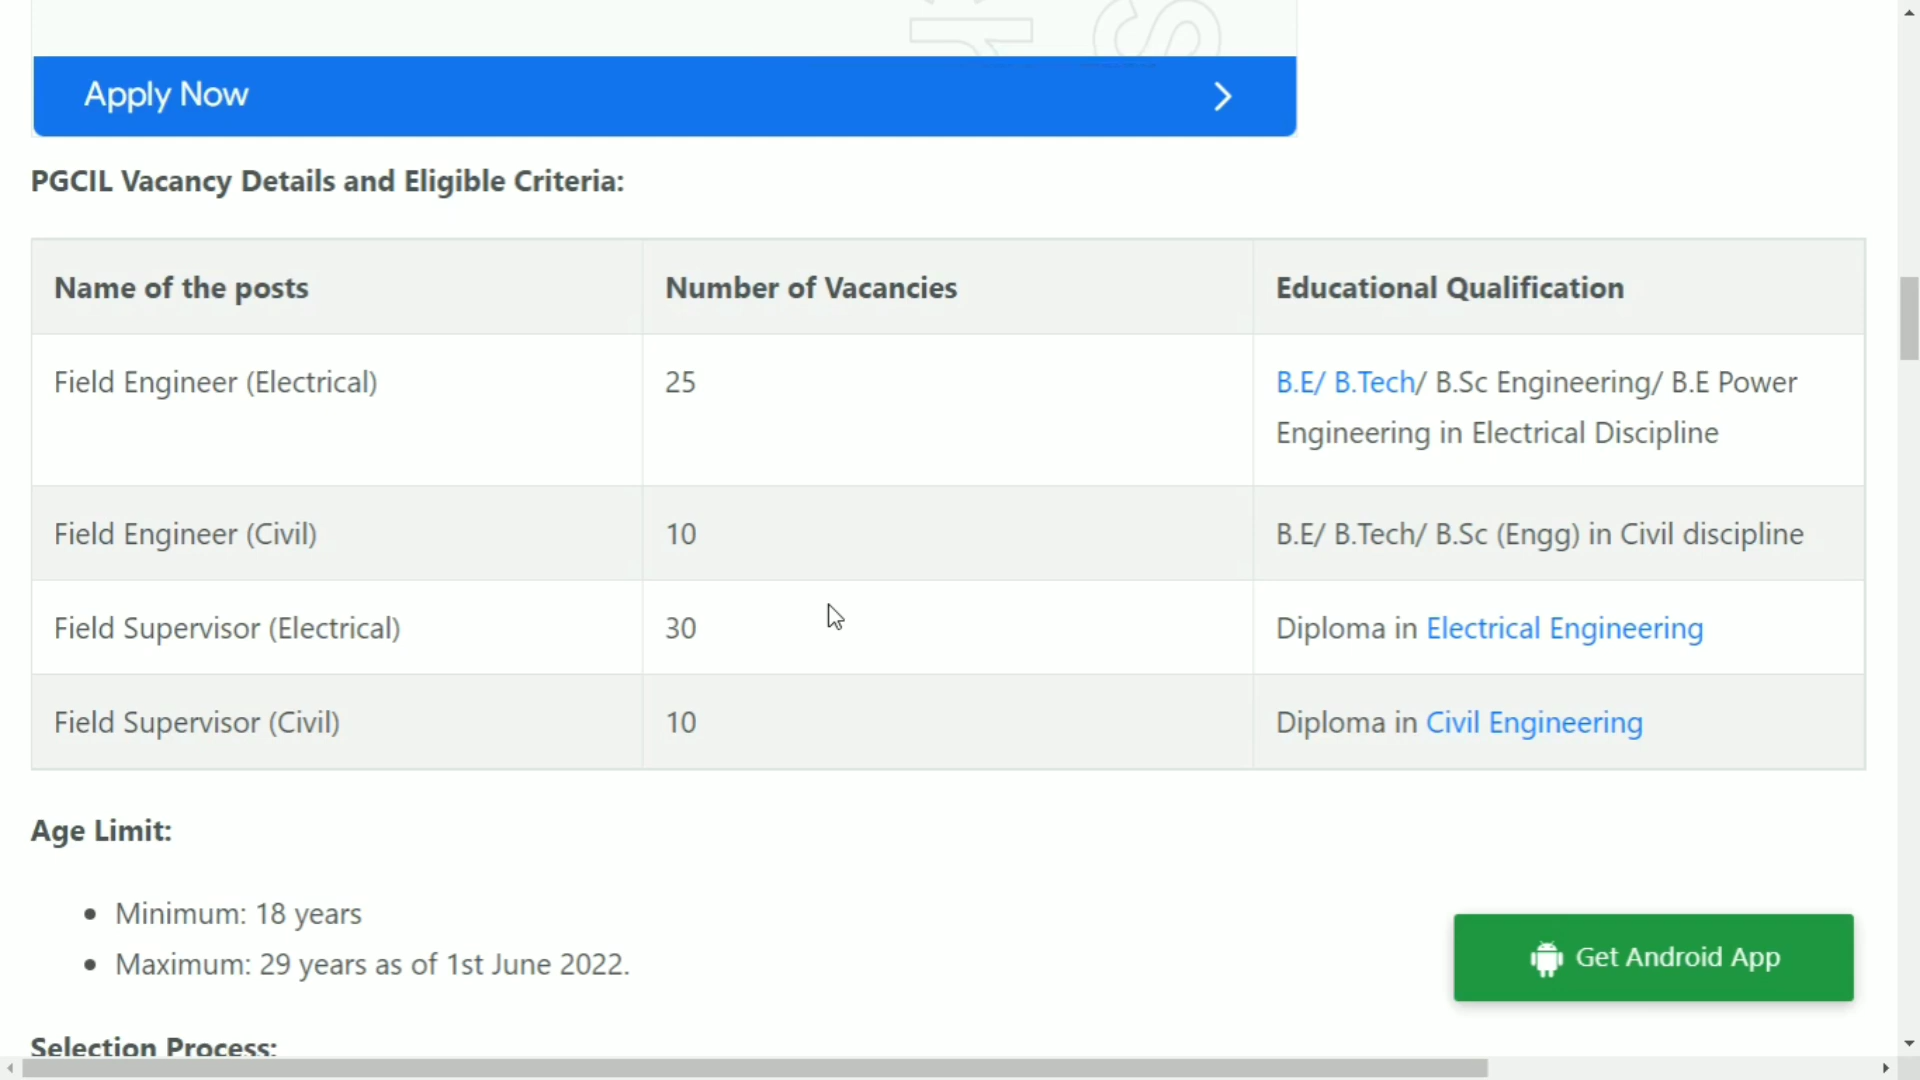 Apply Now
PGCIL Vacancy Details and Eligible Criteria:
Name of the posts Number of Vacancies Educational Qualification
Field Engineer (Electrical) 25 B.E/ B.Tech/ B.Sc Engineering/ B.E Power
Engineering in Electrical Discipline
Field Engineer (Civil) 10 B.E/ B.Tech/ B.Sc (Engg) in Civil discipline
Field Supervisor (Electrical) 30 Diploma in Electrical Engineering
Field Supervisor (Civil) 10 Diploma in Civil Engineering
Age Limit:
• Minimum: 18 years
• Maximum: 29 years as of 1st June 2022.
Get Android App
Selection Process: